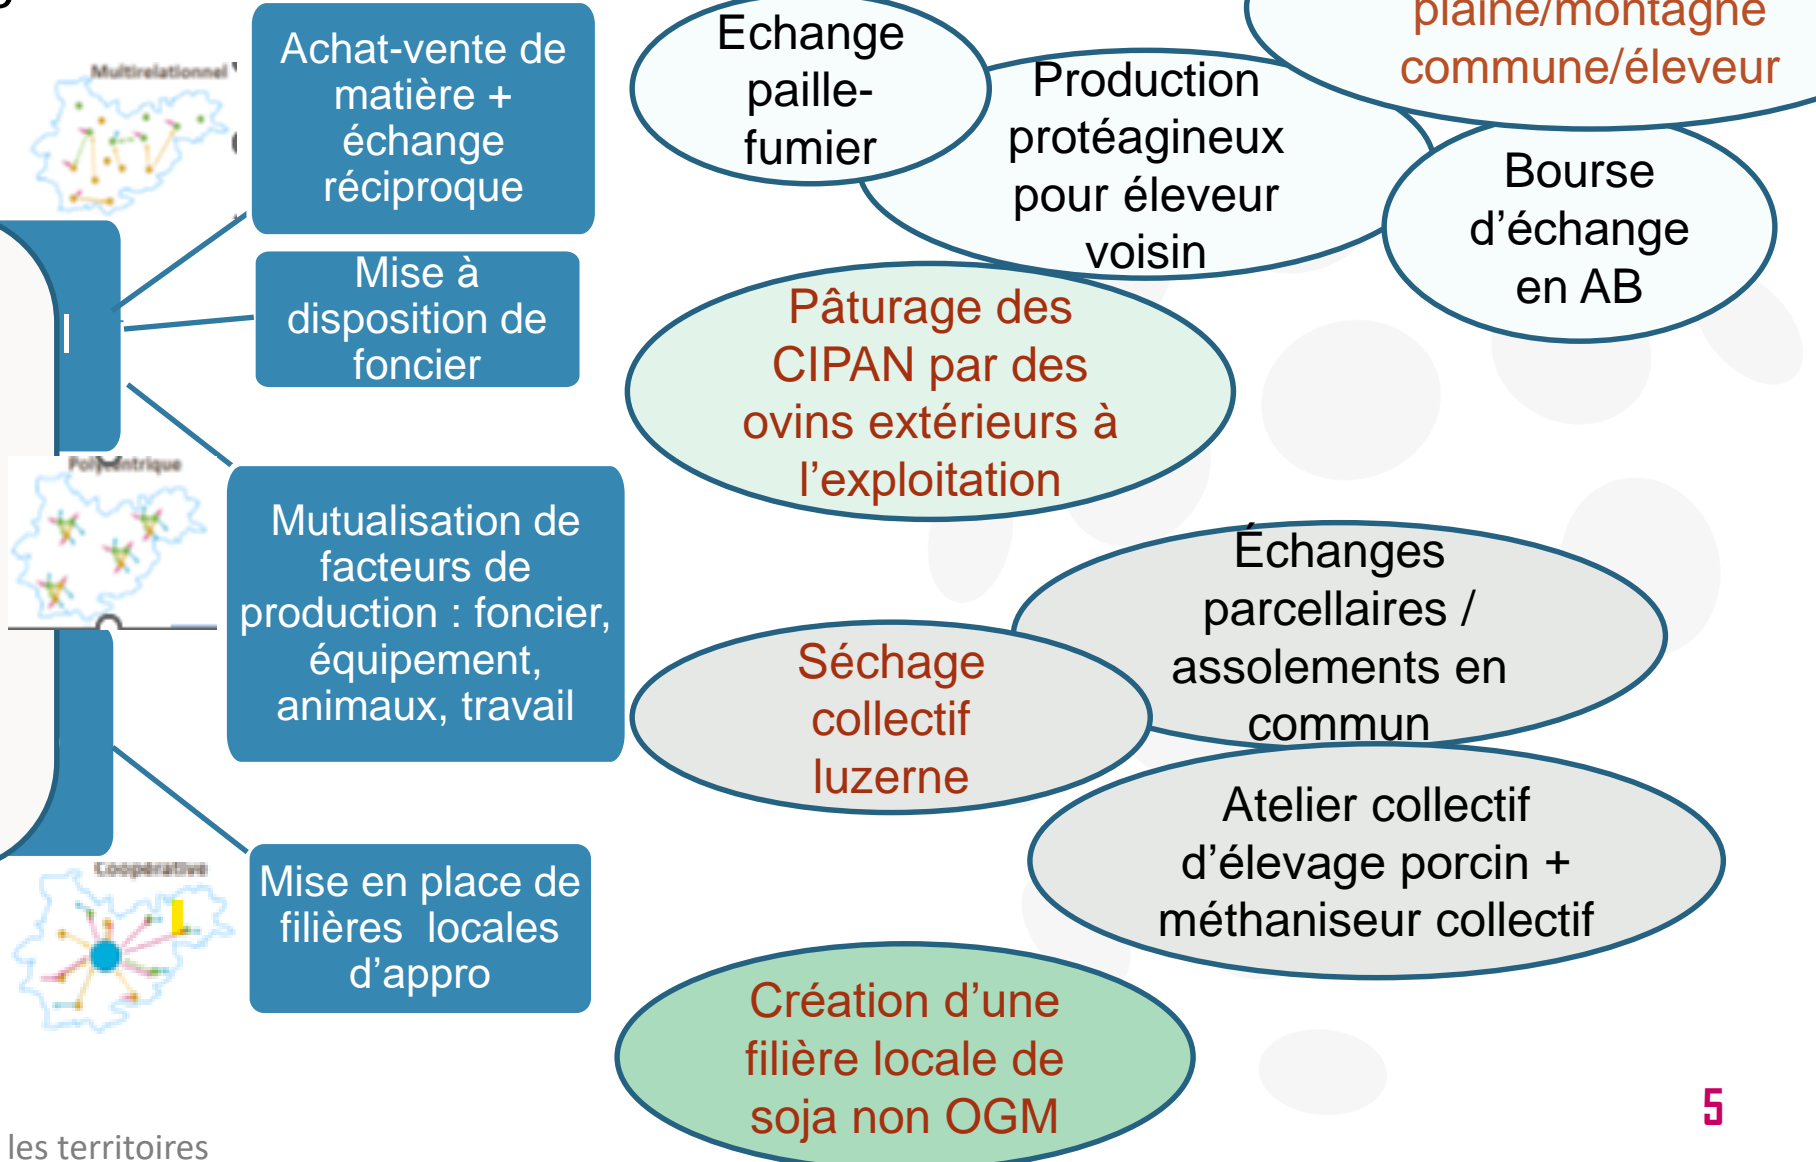 Multirelationnel
Achat-vente de
matière +
échange
réciproque
Mise à
disposition de
foncier
Polycentrique
Mutualisation de
facteurs de
production : foncier,
équipement,
animaux, travail
Coopérative
Mise en place de
filières locales
d’appro
Echange
paille-
fumier
Production
protéagineux
pour éleveur
voisin
plaine/montagne
commune/éleveur
Bourse
d’échange
en AB
Pâturage des
CIPAN par des
ovins extérieurs à
l’exploitation
Échanges
parcellaires /
assolements en
commun
Séchage
collectif
luzerne
Atelier collectif
d’élevage porcin +
méthaniseur collectif
Création d’une
filière locale de
soja non OGM
les territoires
5